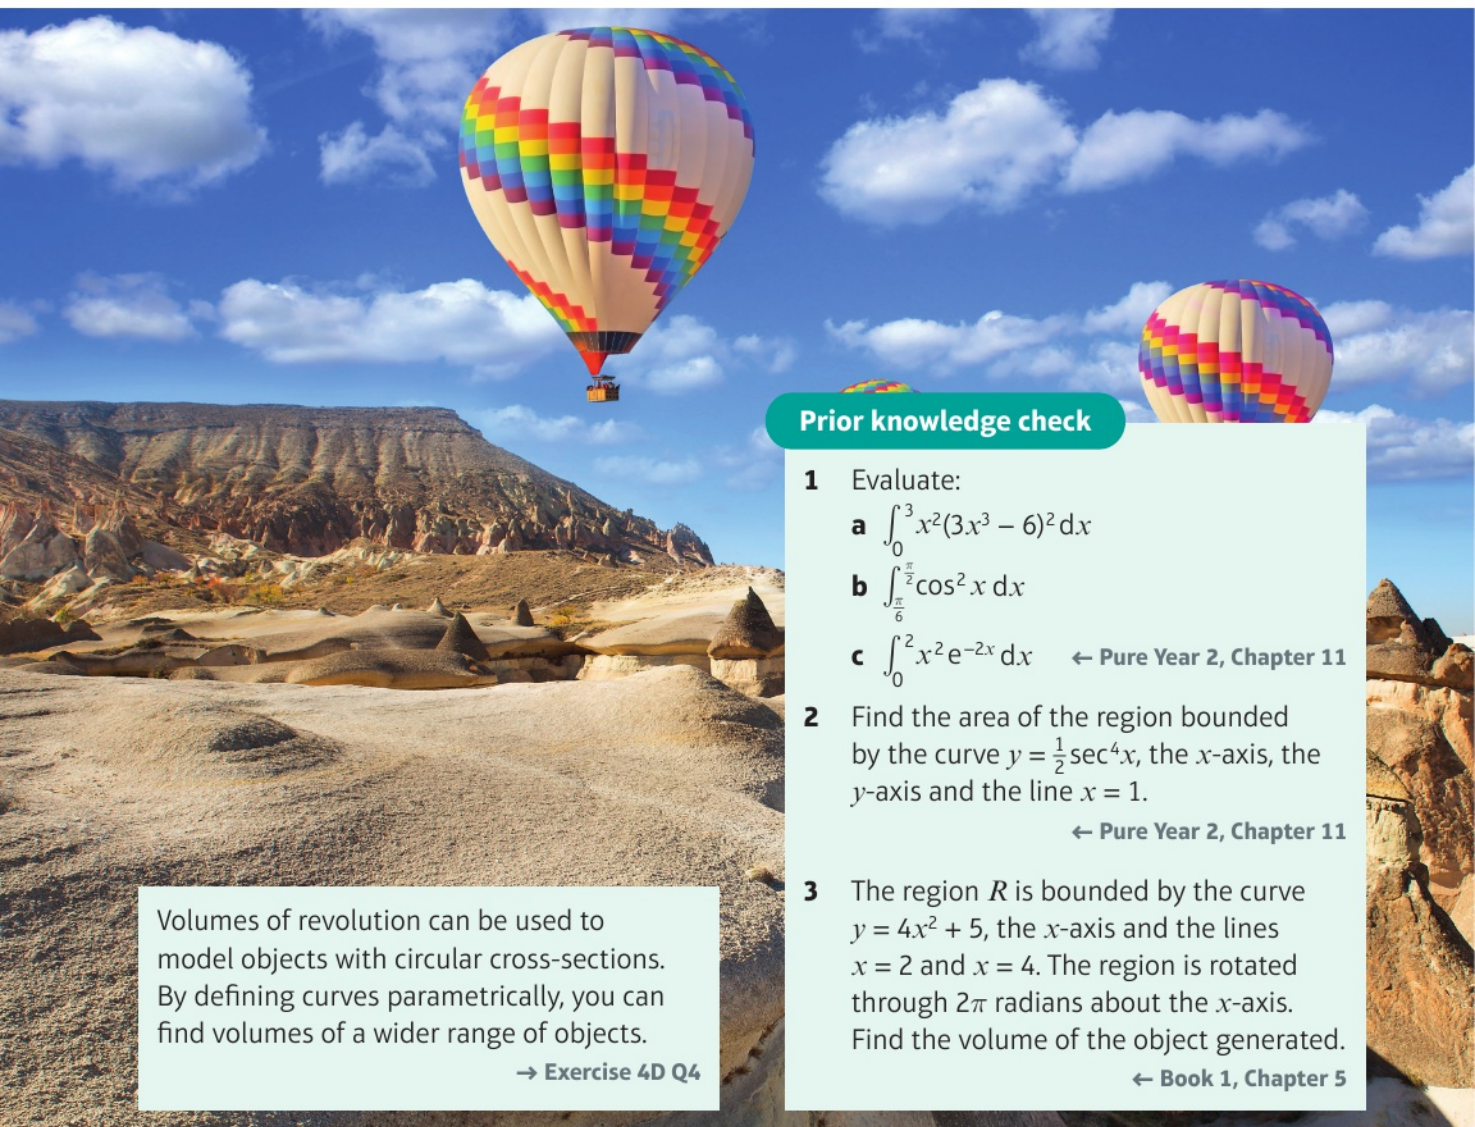 Prior knowledge check
1 Evaluate:
a ∫₀³ x²(3x³ – 6)² dx
b ∫_{π/6}^{π/2} cos² x dx
c ∫₀² x² e⁻²ˣ dx ← Pure Year 2, Chapter 11
2 Find the area of the region bounded
by the curve y = ½ sec⁴x, the x-axis, the
y-axis and the line x = 1.
← Pure Year 2, Chapter 11
3 The region R is bounded by the curve
y = 4x² + 5, the x-axis and the lines
x = 2 and x = 4. The region is rotated
through 2π radians about the x-axis.
Find the volume of the object generated.
← Book 1, Chapter 5
Volumes of revolution can be used to
model objects with circular cross-sections.
By defining curves parametrically, you can
find volumes of a wider range of objects.
→ Exercise 4D Q4